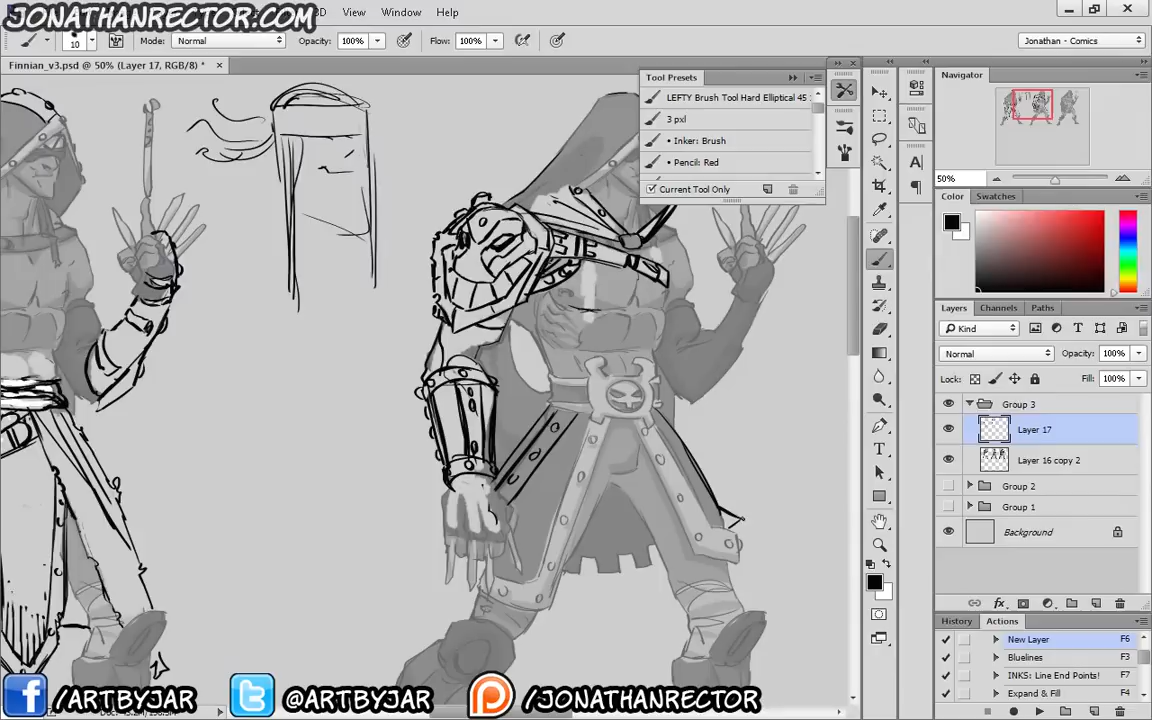 JONATHANRECTOR.COM
View Window Help
10 Mode: Normal Opacity: 100% Flow: 100% Jonathan - Comics
Finnian_v3.psd @ 50% (Layer 17, RGB/8) *
Tool Presets
LEFTY Brush Tool Hard Elliptical 45
3 pxl
• Inker: Brush
• Pencil: Red
Current Tool Only
Navigator
50%
Color Swatches
Layers Channels Paths
Kind
Normal Opacity: 100%
Lock: Fill: 100%
Group 3
Layer 17
Layer 16 copy 2
Group 2
Group 1
Background
History Actions
New Layer F6
Bluelines F3
INKS: Line End Points! F7
Expand & Fill F4
/ARTBYJAR @ARTBYJAR /JONATHANRECTOR